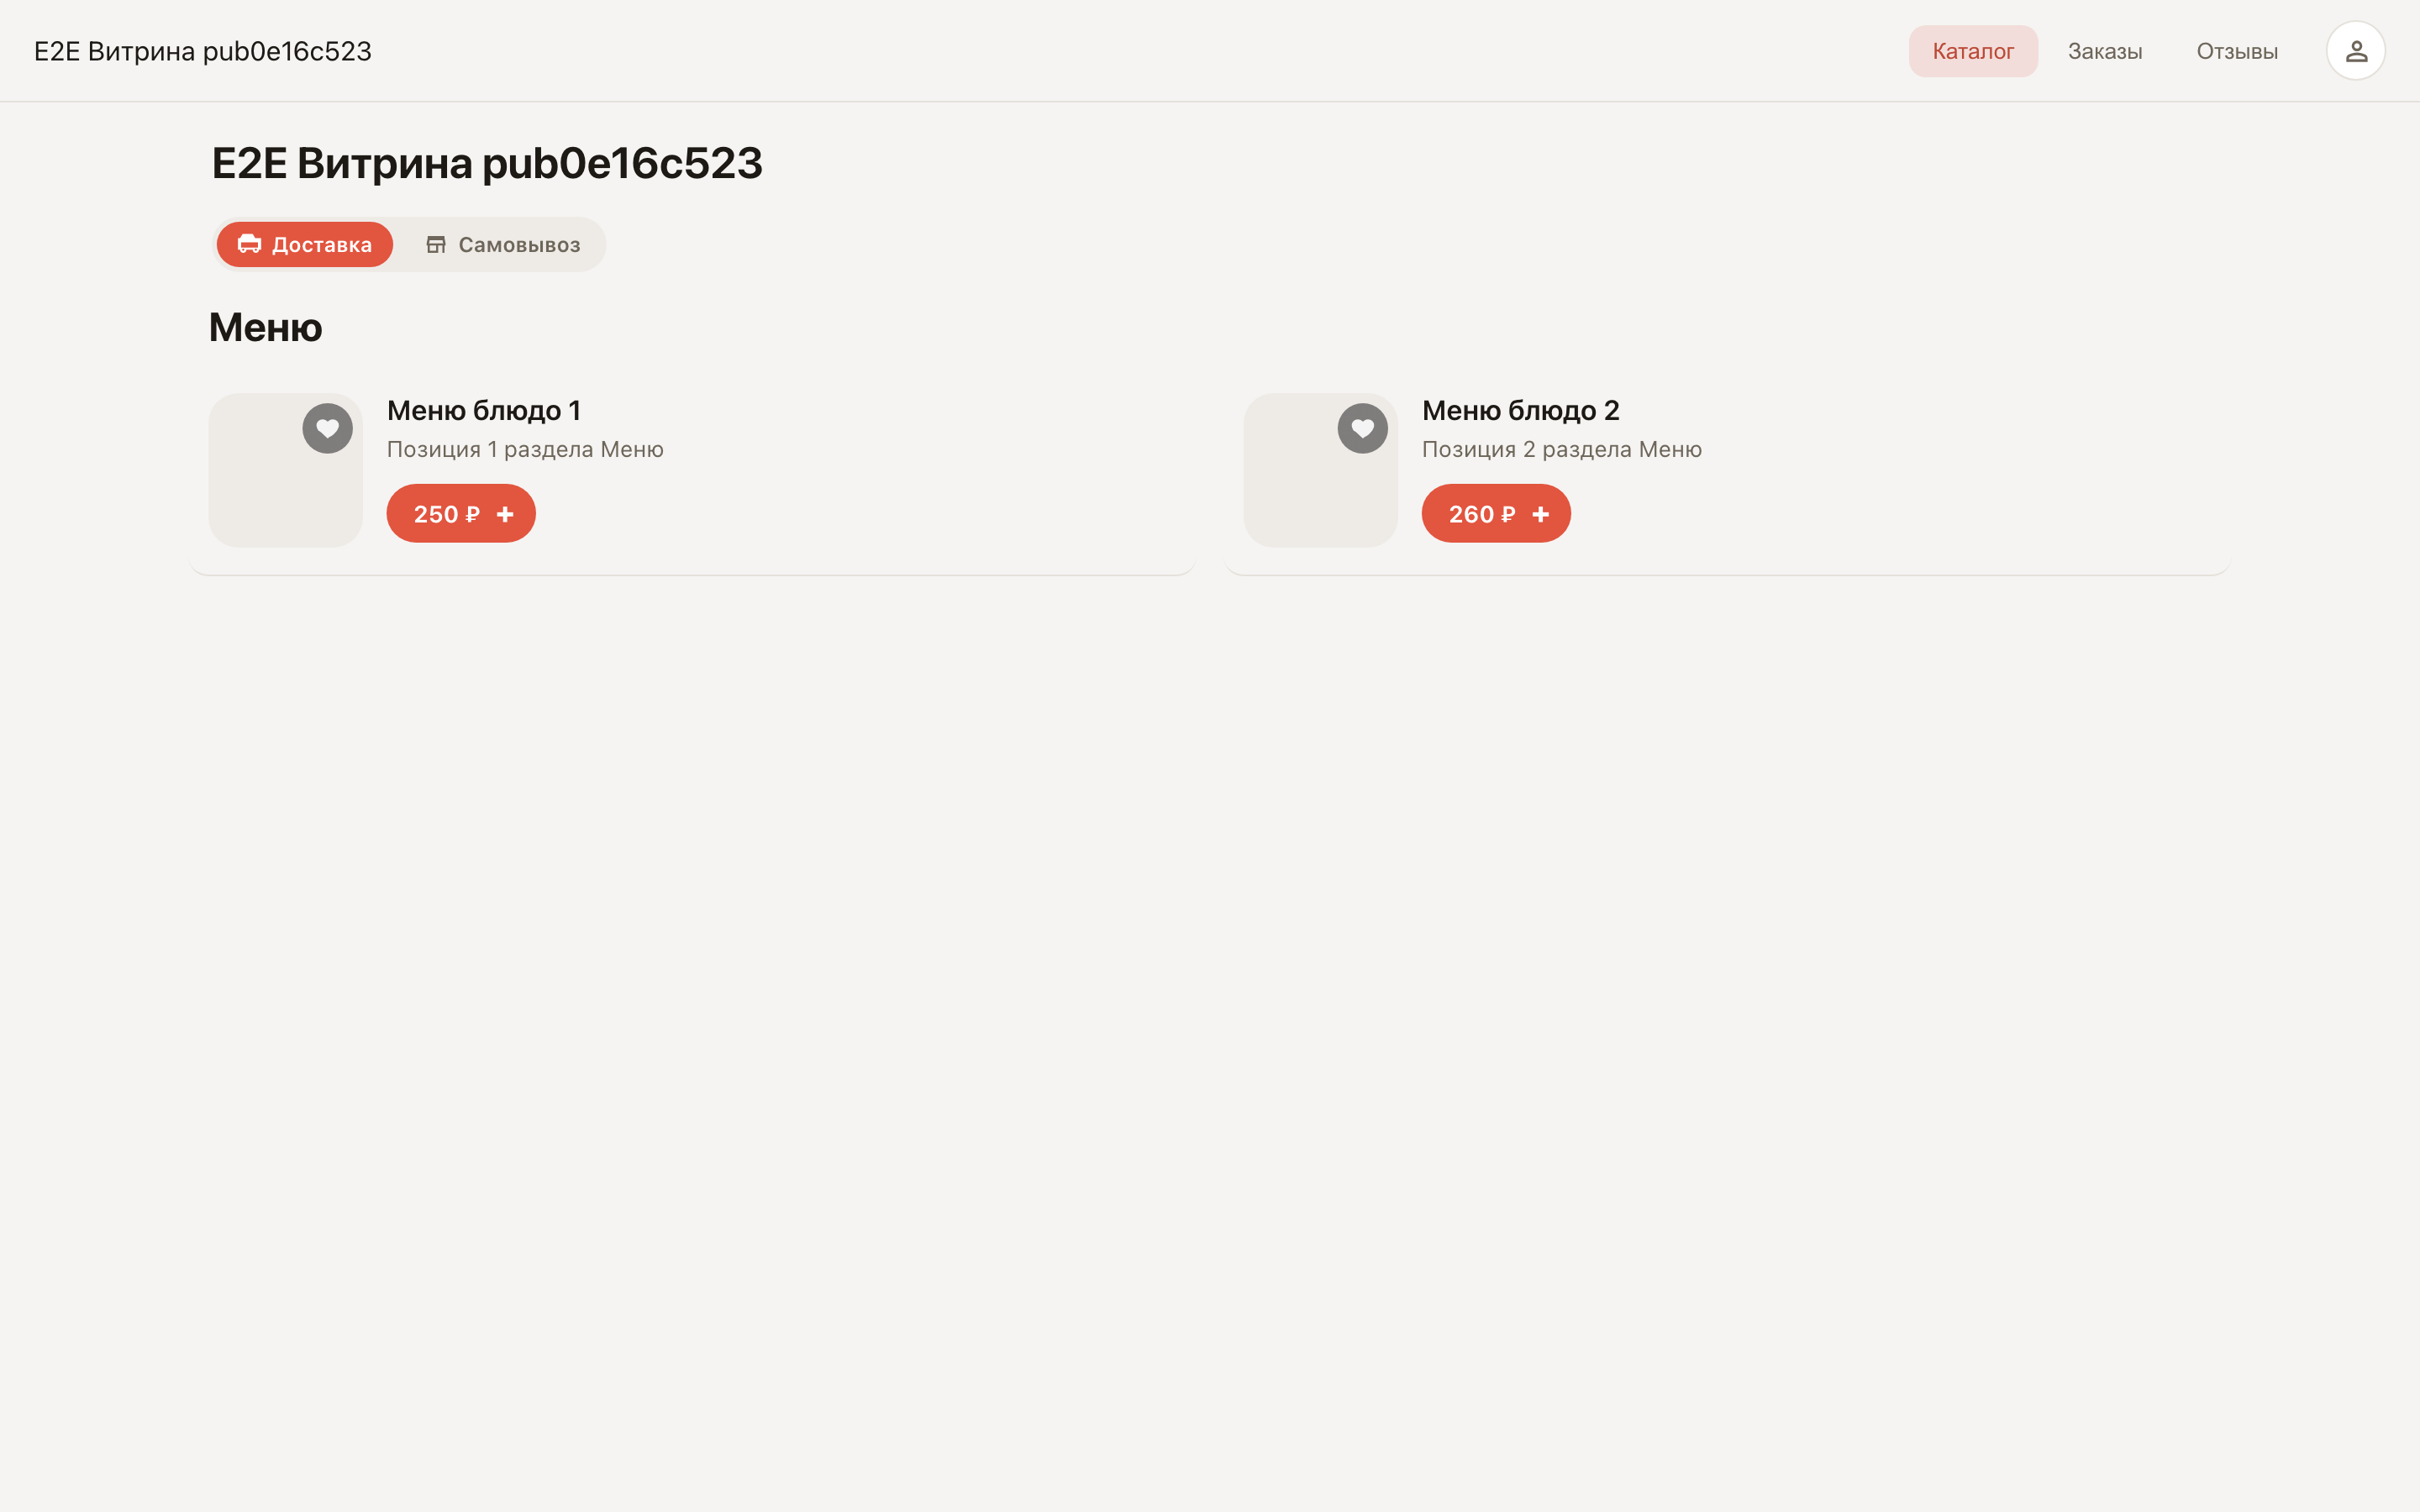 E2E Витрина pub0e16c523
Каталог
Заказы
Отзывы
E2E Витрина pub0e16c523
Доставка
Самовывоз
Меню
Меню блюдо 1
Позиция 1 раздела Меню
250 ₽ +
Меню блюдо 2
Позиция 2 раздела Меню
260 ₽ +